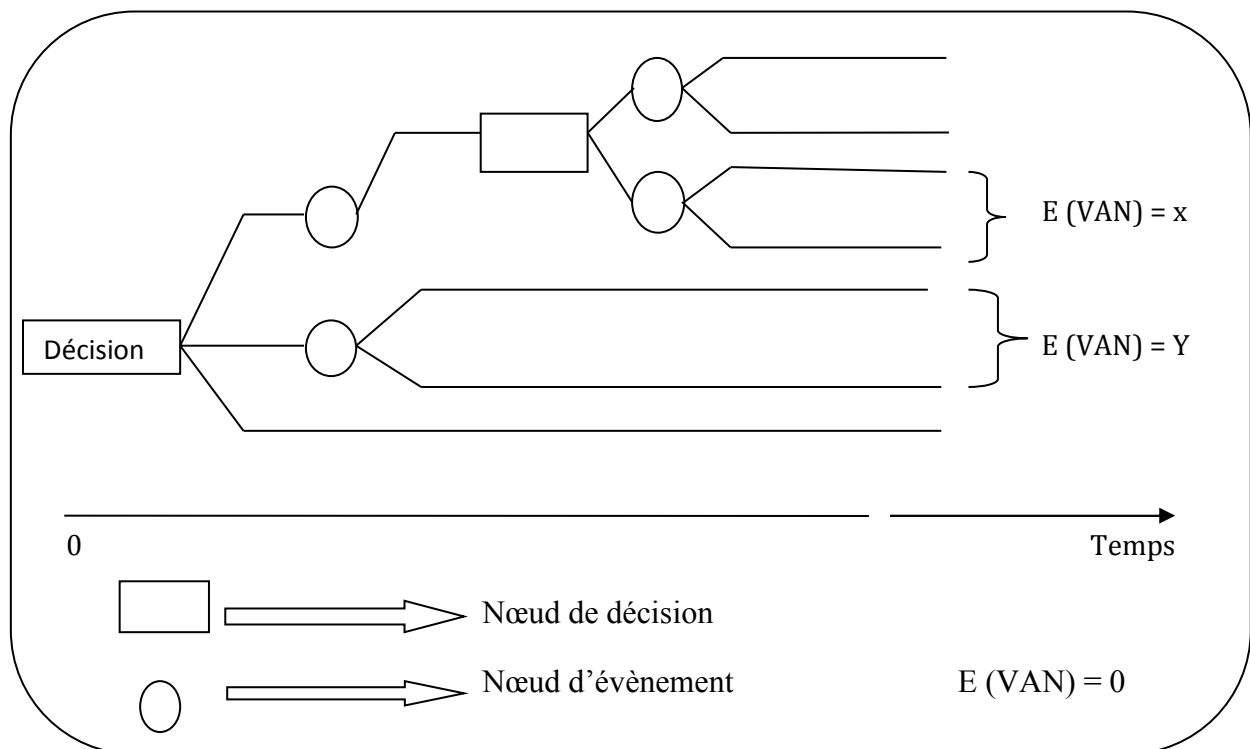 E (VAN) = x
Décision
E (VAN) = Y
0
Temps
Nœud de décision
Nœud d’évènement
E (VAN) = 0